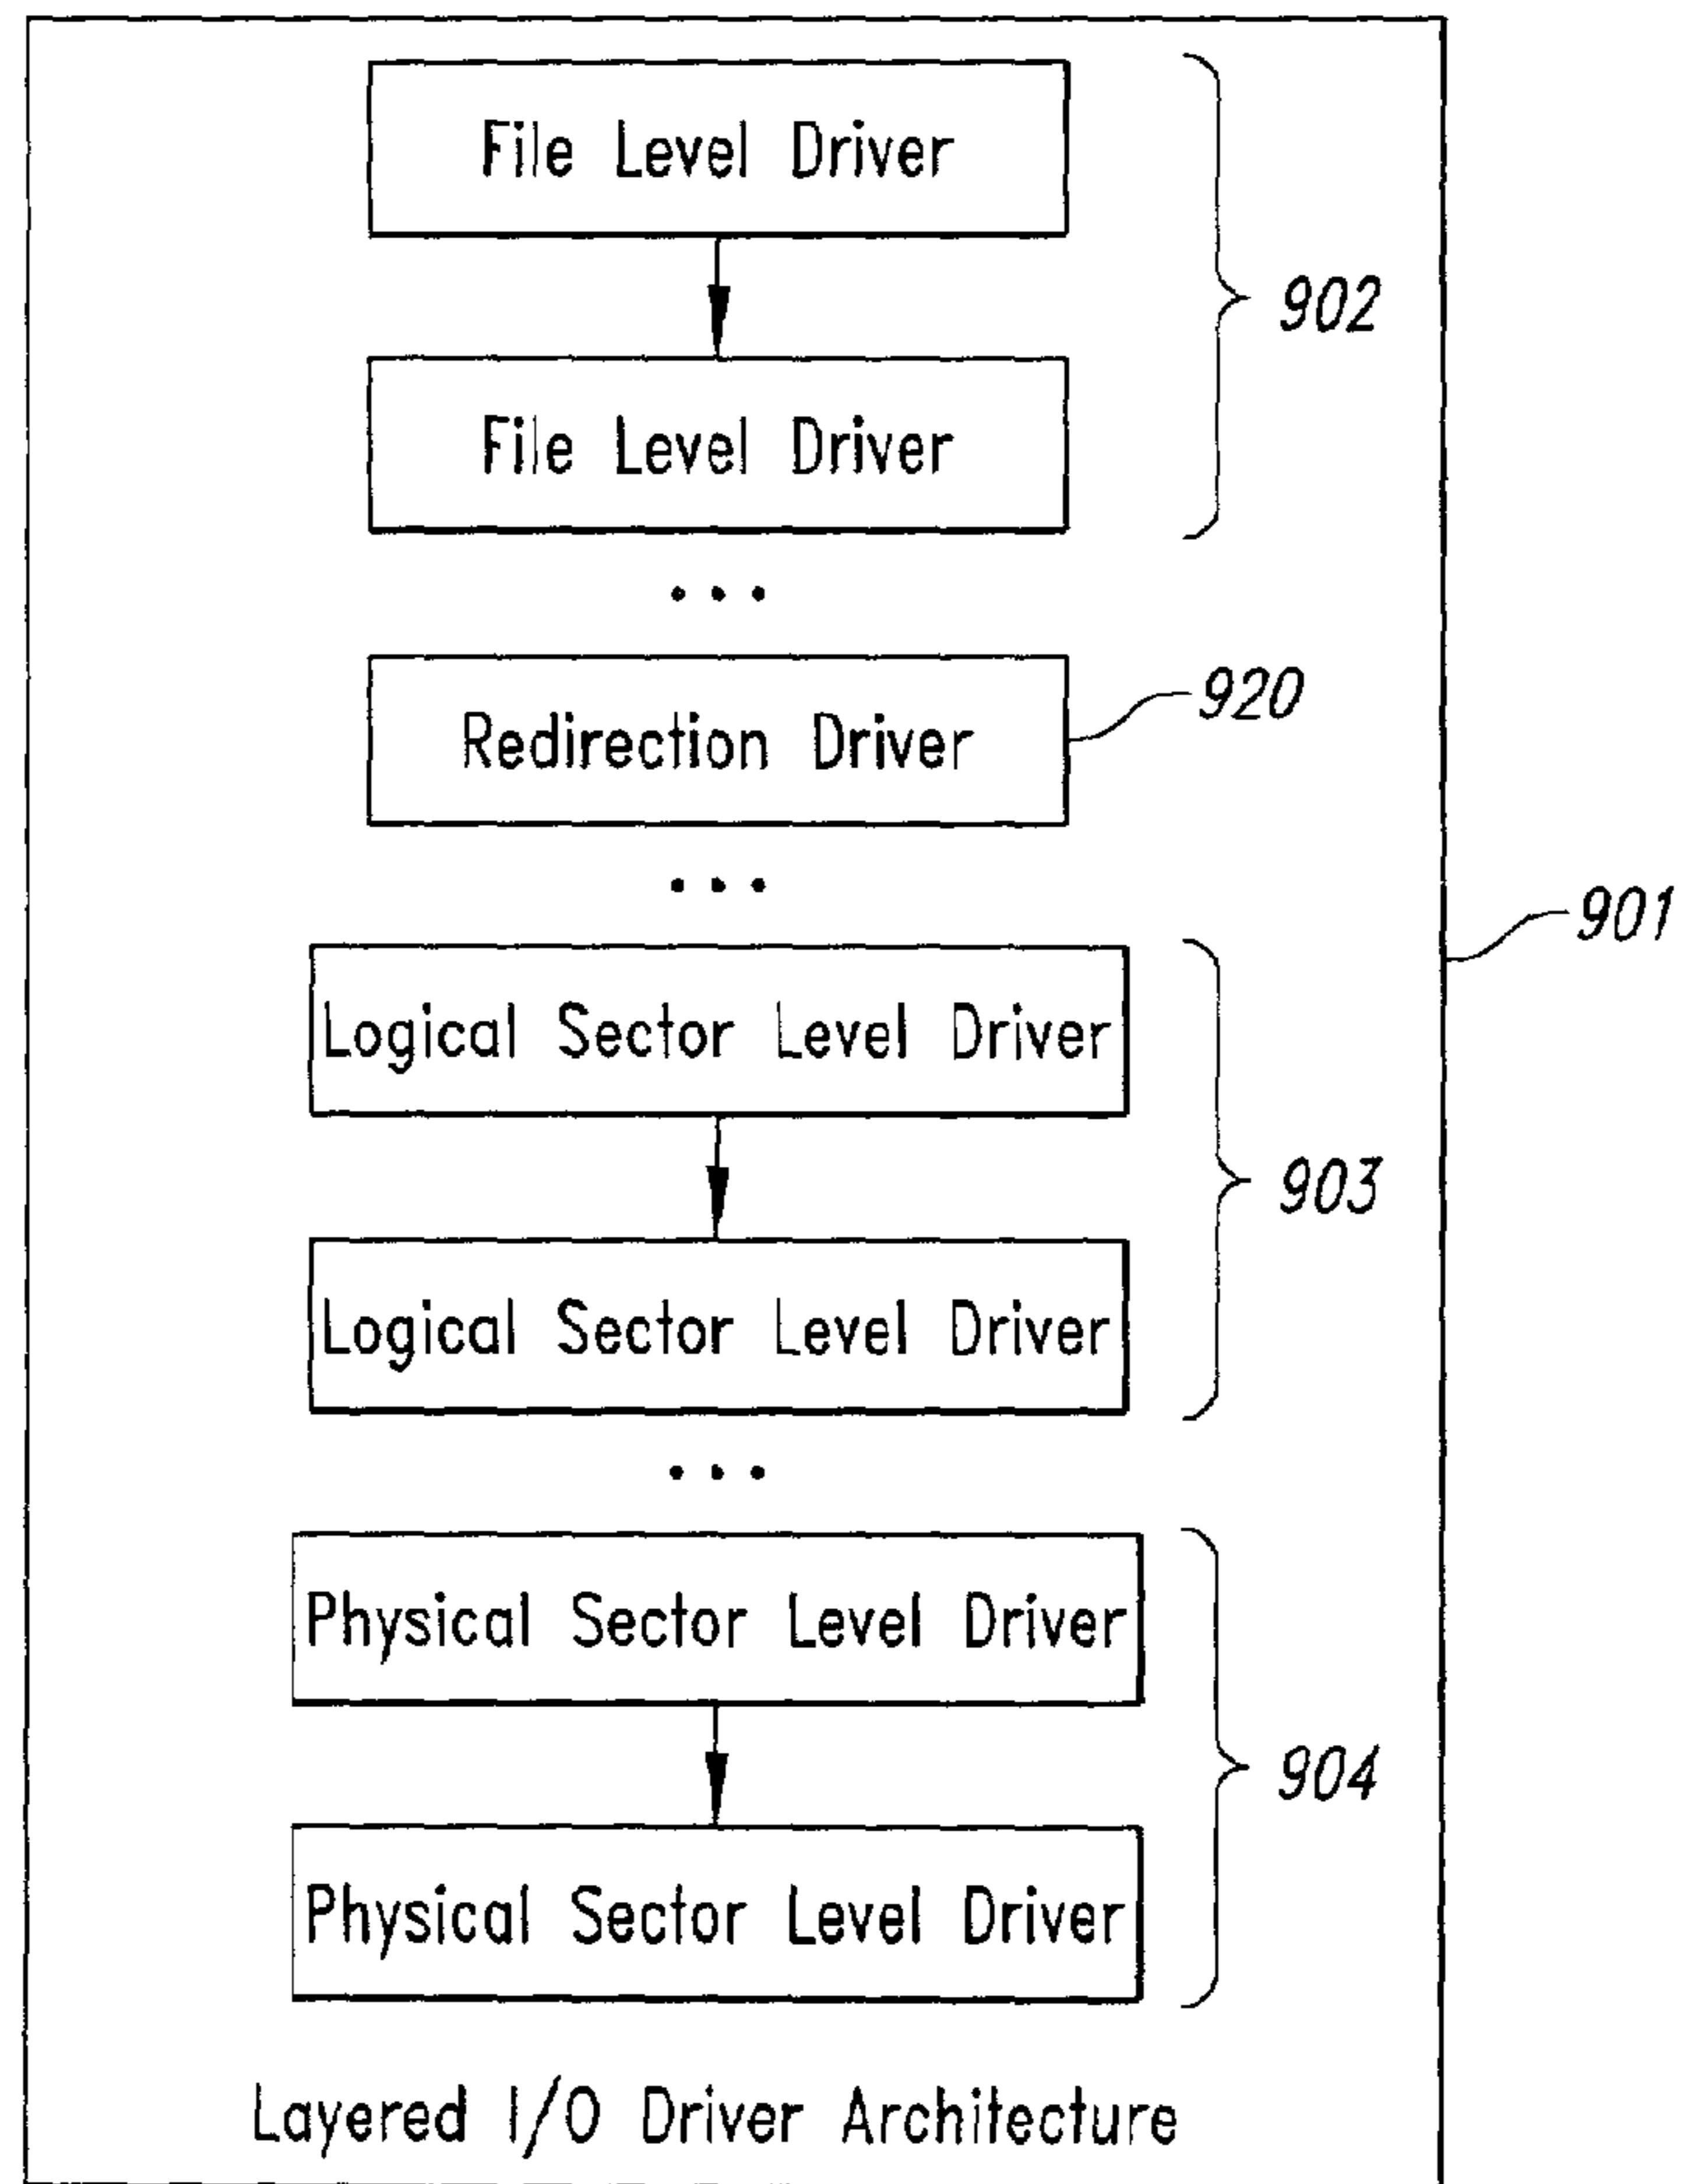 File Level Driver
902
File Level Driver
...
Redirection Driver
920
...
901
Logical Sector Level Driver
903
Logical Sector Level Driver
...
Physical Sector Level Driver
904
Physical Sector Level Driver
Layered I/O Driver Architecture